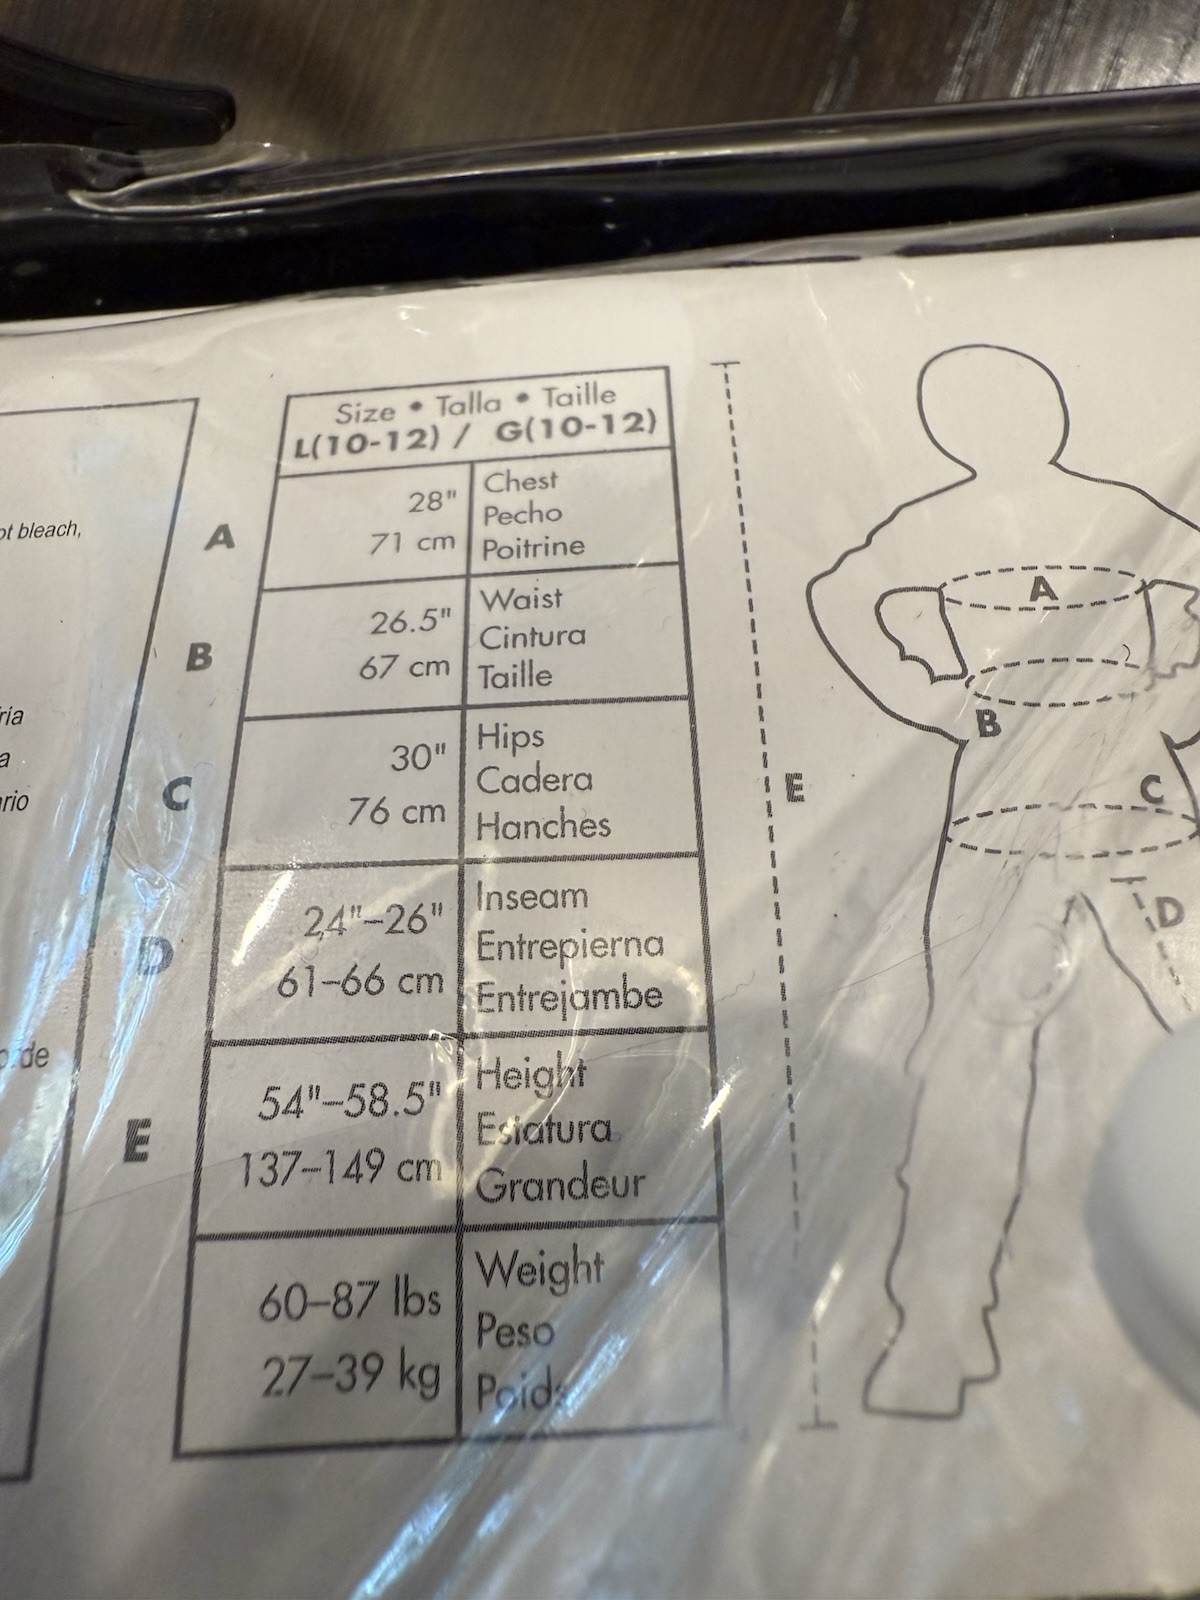 ot bleach,
ría
a
ario
de
Size • Talla • Taille
L(10-12) / G(10-12)
A
28"
71 cm
Chest
Pecho
Poitrine
B
26.5"
67 cm
Waist
Cintura
Taille
C
30"
76 cm
Hips
Cadera
Hanches
D
24"–26"
61–66 cm
Inseam
Entrepierna
Entrejambe
E
54"–58.5"
137–149 cm
Height
Estatura
Grandeur
60–87 lbs
27–39 kg
Weight
Peso
Poids
E
A
B
C
D